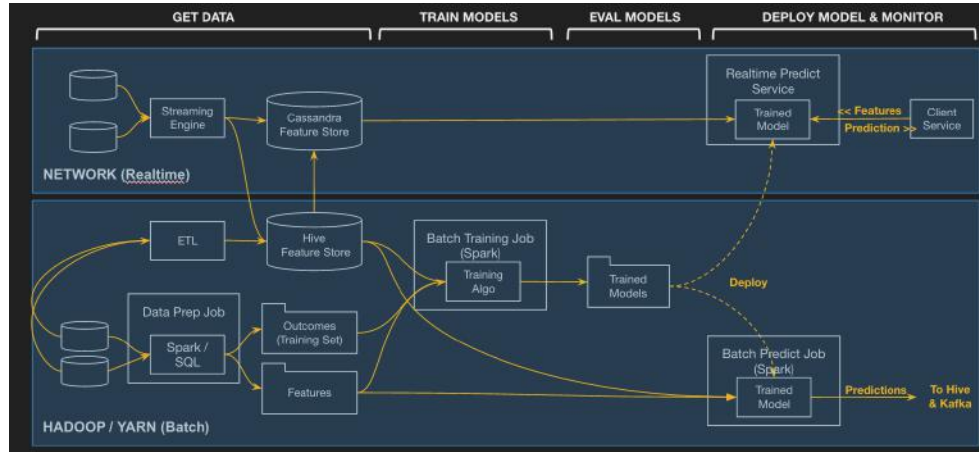 GET DATA
TRAIN MODELS
EVAL MODELS
DEPLOY MODEL & MONITOR
Streaming
Engine
Cassandra
Feature Store
Realtime Predict
Service
Trained
Model
<< Features
Prediction >>
Client
Service
NETWORK (Realtime)
ETL
Hive
Feature Store
Batch Training Job
(Spark)
Training
Algo
Trained
Models
Deploy
Data Prep Job
Spark /
SQL
Outcomes
(Training Set)
Features
Batch Predict Job
(Spark)
Trained
Model
Predictions
To Hive
& Kafka
HADOOP / YARN (Batch)